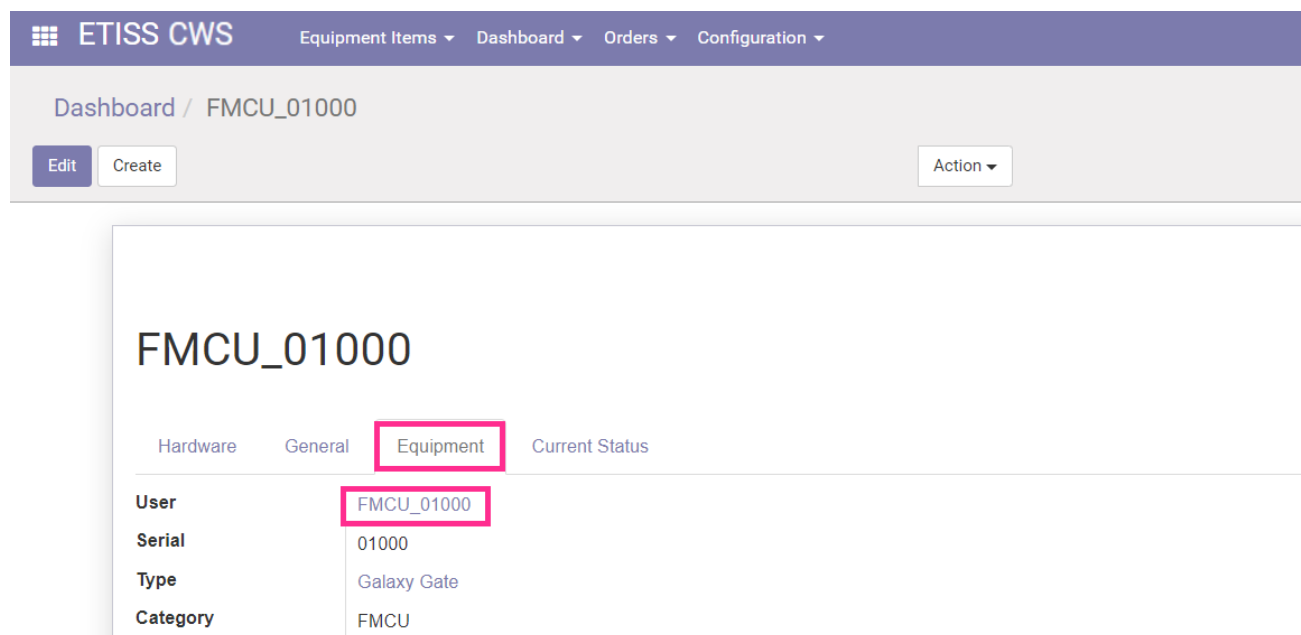 ETISS CWS Equipment Items Dashboard Orders Configuration
Dashboard / FMCU_01000
Edit Create Action
FMCU_01000
Hardware General Equipment Current Status
User FMCU_01000
Serial 01000
Type Galaxy Gate
Category FMCU